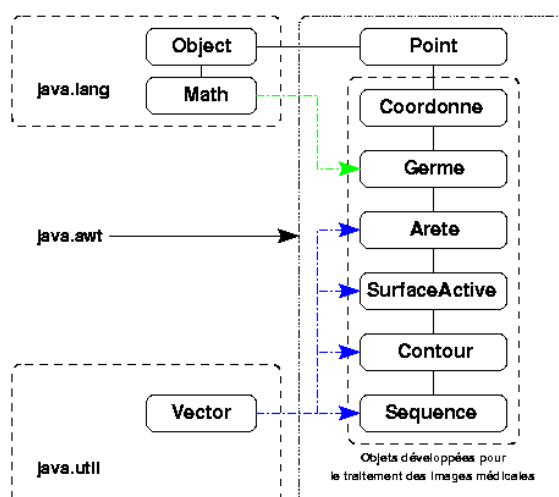 Object
Point
java.lang
Math
Coordonne
Germe
java.awt
Arete
SurfaceActive
Contour
Vector
Sequence
java.util
Objets développées pour
le traitement des images médicales